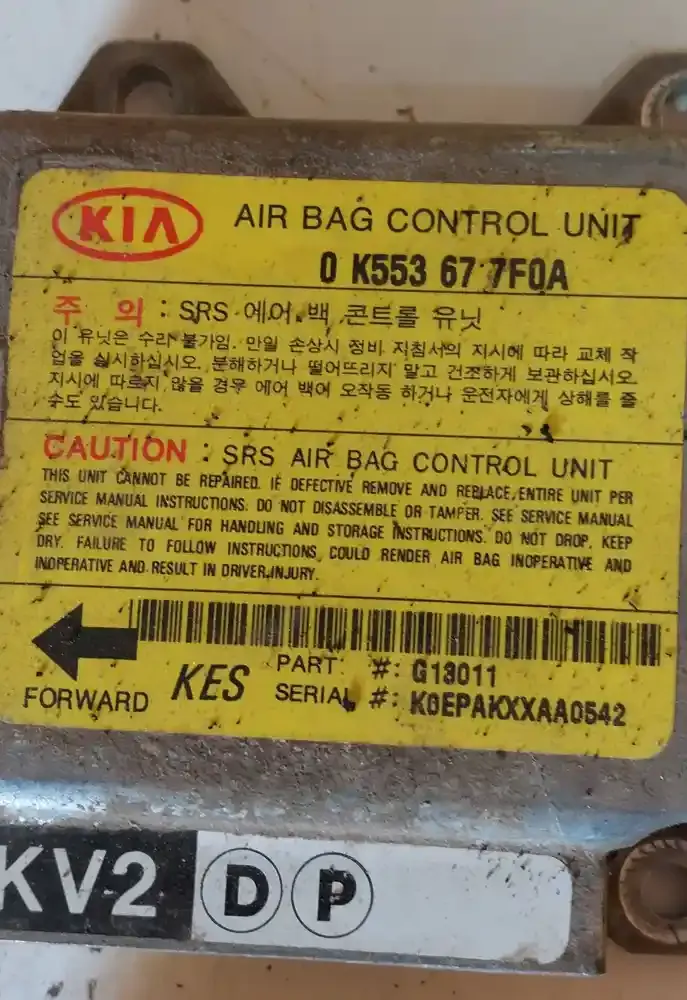 KIA AIR BAG CONTROL UNIT
0 K553 67 7F0A
주 의 : SRS 에어 백 콘트롤 유닛
이 유닛은 수리 불가임. 만일 손상시 정비 지침서의 지시에 따라 교체 작
업을 실시하십시오. 분해하거나 떨어뜨리지 말고 건조하게 보관하십시오.
지시에 따르지 않을 경우 에어 백이 오작동 하거나 운전자에게 상해를 줄
수도 있습니다.
CAUTION : SRS AIR BAG CONTROL UNIT
THIS UNIT CANNOT BE REPAIRED. IF DEFECTIVE REMOVE AND REPLACE ENTIRE UNIT PER
SERVICE MANUAL INSTRUCTIONS. DO NOT DISASSEMBLE OR TAMPER. SEE SERVICE MANUAL
SEE SERVICE MANUAL FOR HANDLING AND STORAGE INSTRUCTIONS. DO NOT DROP. KEEP
DRY. FAILURE TO FOLLOW INSTRUCTIONS COULD RENDER AIR BAG INOPERATIVE AND
INOPERATIVE AND RESULT IN DRIVER INJURY.
FORWARD KES PART #: G13011
SERIAL #: K0EPAKXXAA0542
KV2 D P